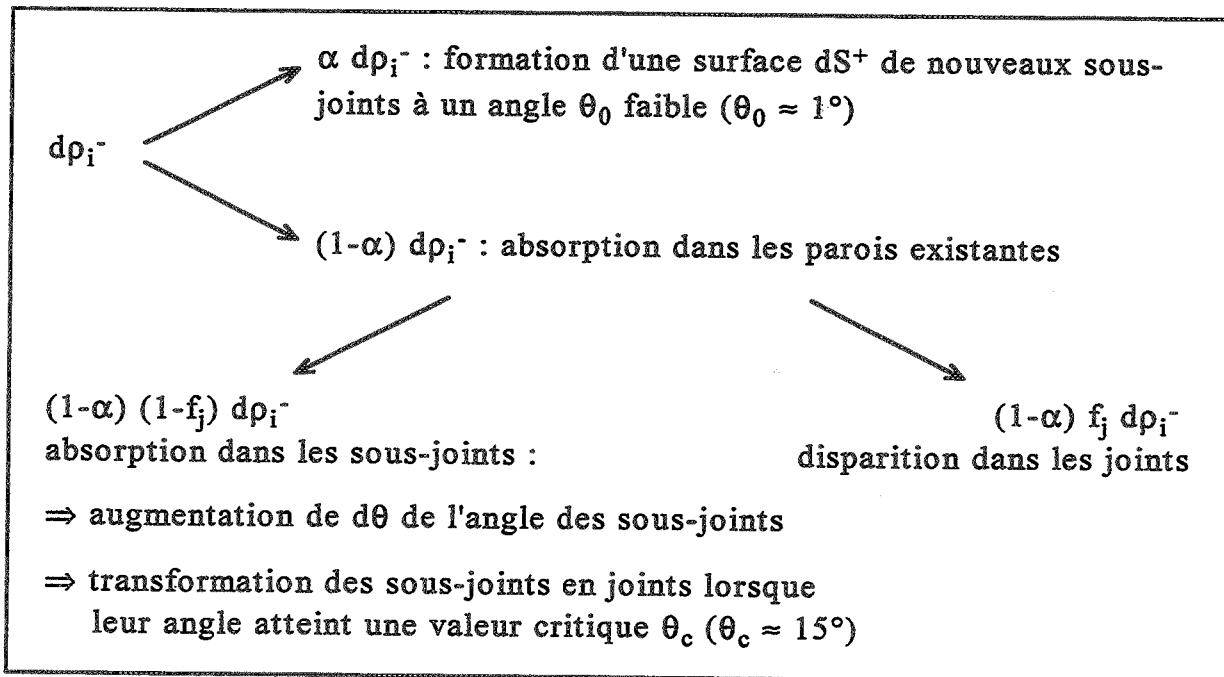 α dρᵢ⁻ : formation d'une surface dS⁺ de nouveaux sous-
joints à un angle θ₀ faible (θ₀ ≈ 1°)
dρᵢ⁻
(1-α) dρᵢ⁻ : absorption dans les parois existantes
(1-α) (1-fⱼ) dρᵢ⁻
absorption dans les sous-joints :
(1-α) fⱼ dρᵢ⁻
disparition dans les joints
⇒ augmentation de dθ de l'angle des sous-joints
⇒ transformation des sous-joints en joints lorsque
leur angle atteint une valeur critique θc (θc ≈ 15°)